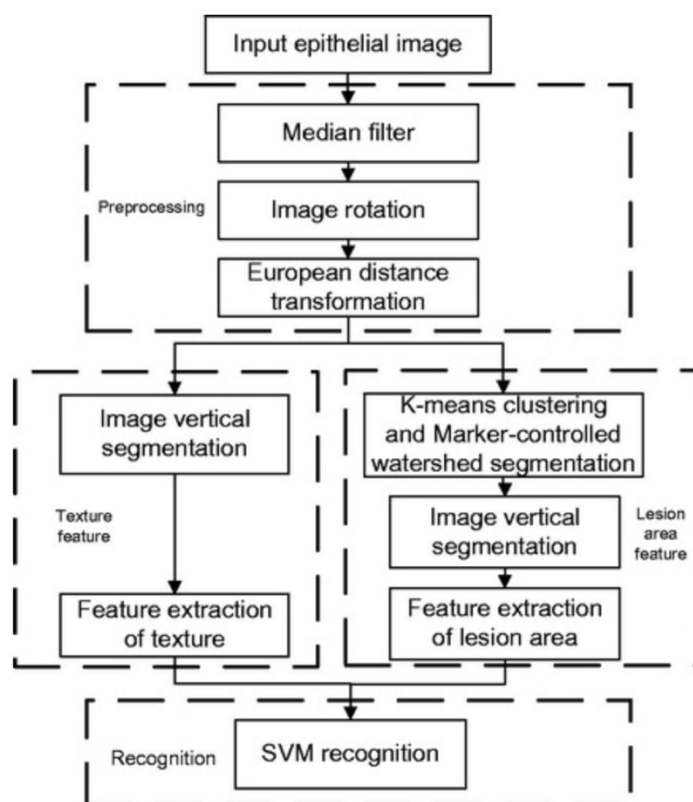 Input epithelial image
Median filter
Preprocessing
Image rotation
European distance
transformation
Image vertical
segmentation
Texture
feature
Feature extraction
of texture
K-means clustering
and Marker-controlled
watershed segmentation
Image vertical
segmentation
Lesion
area
feature
Feature extraction
of lesion area
Recognition
SVM recognition